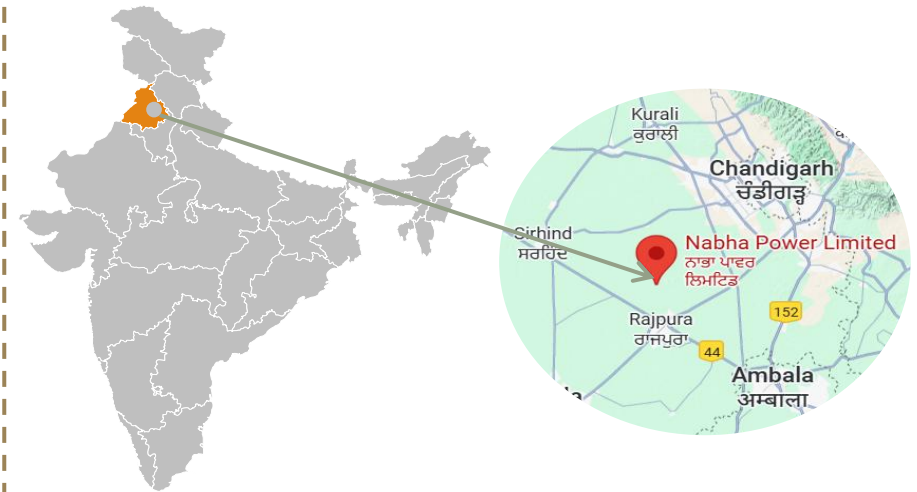 Kurali
ਕੁਰਾਲੀ
Chandigarh
ਚੰਡੀਗੜ੍ਹ
Sirhind
ਸਰਹਿੰਦ
Nabha Power Limited
ਨਾਭਾ ਪਾਵਰ
ਲਿਮਟਿਡ
152
Rajpura
ਰਾਜਪੁਰਾ
44
Ambala
अम्बाला